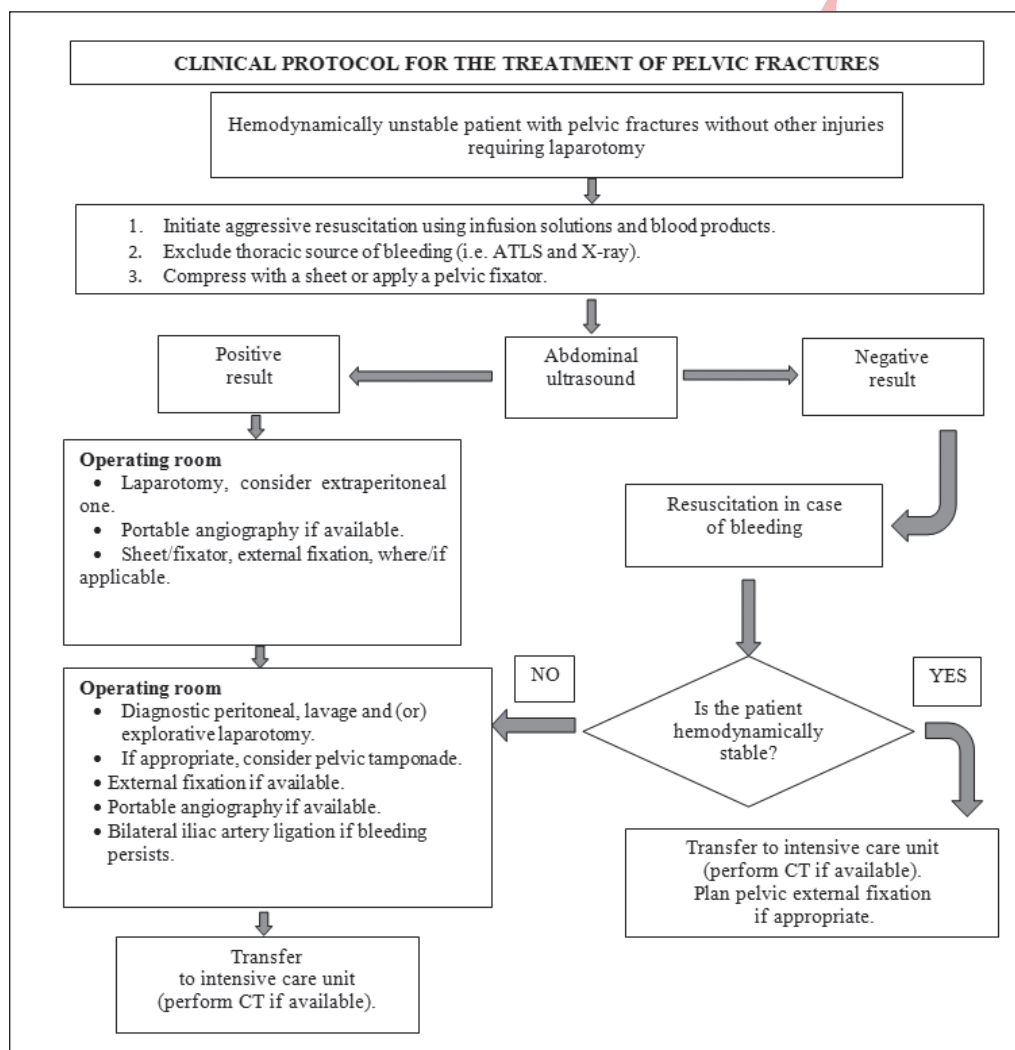 CLINICAL PROTOCOL FOR THE TREATMENT OF PELVIC FRACTURES
Hemodynamically unstable patient with pelvic fractures without other injuries
requiring laparotomy
1. Initiate aggressive resuscitation using infusion solutions and blood products.
2. Exclude thoracic source of bleeding (i.e. ATLS and X-ray).
3. Compress with a sheet or apply a pelvic fixator.
Positive
result
Abdominal
ultrasound
Negative
result
Operating room
• Laparotomy, consider extraperitoneal
one.
• Portable angiography if available.
• Sheet/fixator, external fixation, where/if
applicable.
Resuscitation in case
of bleeding
Operating room
• Diagnostic peritoneal, lavage and (or)
explorative laparotomy.
• If appropriate, consider pelvic tamponade.
• External fixation if available.
• Portable angiography if available.
• Bilateral iliac artery ligation if bleeding
persists.
NO
Is the patient
hemodynamically
stable?
YES
Transfer to intensive care unit
(perform CT if available).
Plan pelvic external fixation
if appropriate.
Transfer
to intensive care unit
(perform CT if available).